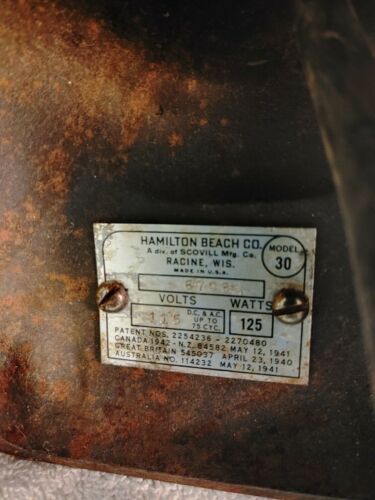 HAMILTON BEACH CO.
A div. of SCOVILL Mfg. Co.
RACINE, WIS.
MADE IN U.S.A.
MODEL
30
VOLTS
115
D.C. & A.C.
UP TO
75 CYC.
WATTS
125
PATENT NOS. 2254236 - 2270480
CANADA 1942 - N.Z. 84582 MAY 12, 1941
GREAT BRITAIN 545037 APRIL 23, 1940
AUSTRALIA NO. 114232 MAY 12, 1941